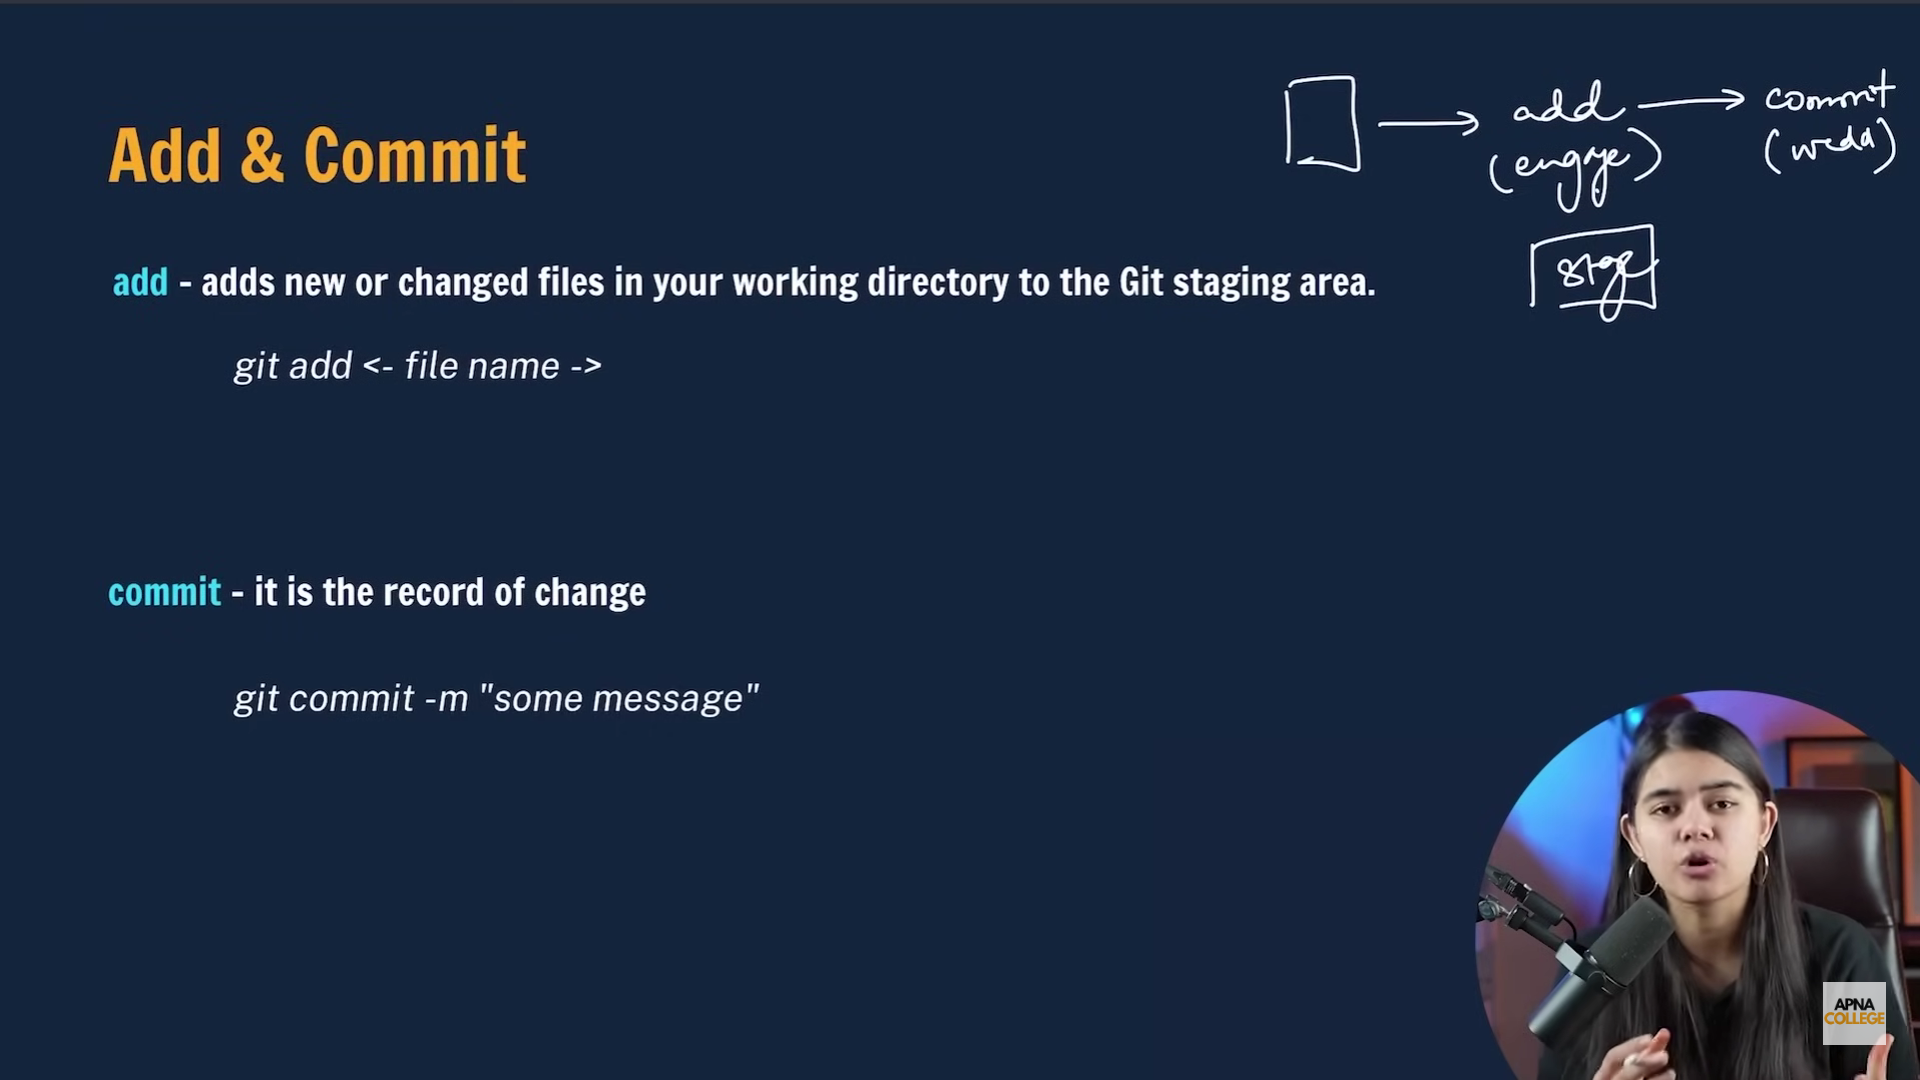 Add & Commit
add - adds new or changed files in your working directory to the Git staging area.
git add <- file name ->
commit - it is the record of change
git commit -m "some message"
add
commit
(engage)
stage
APNA
COLLEGE